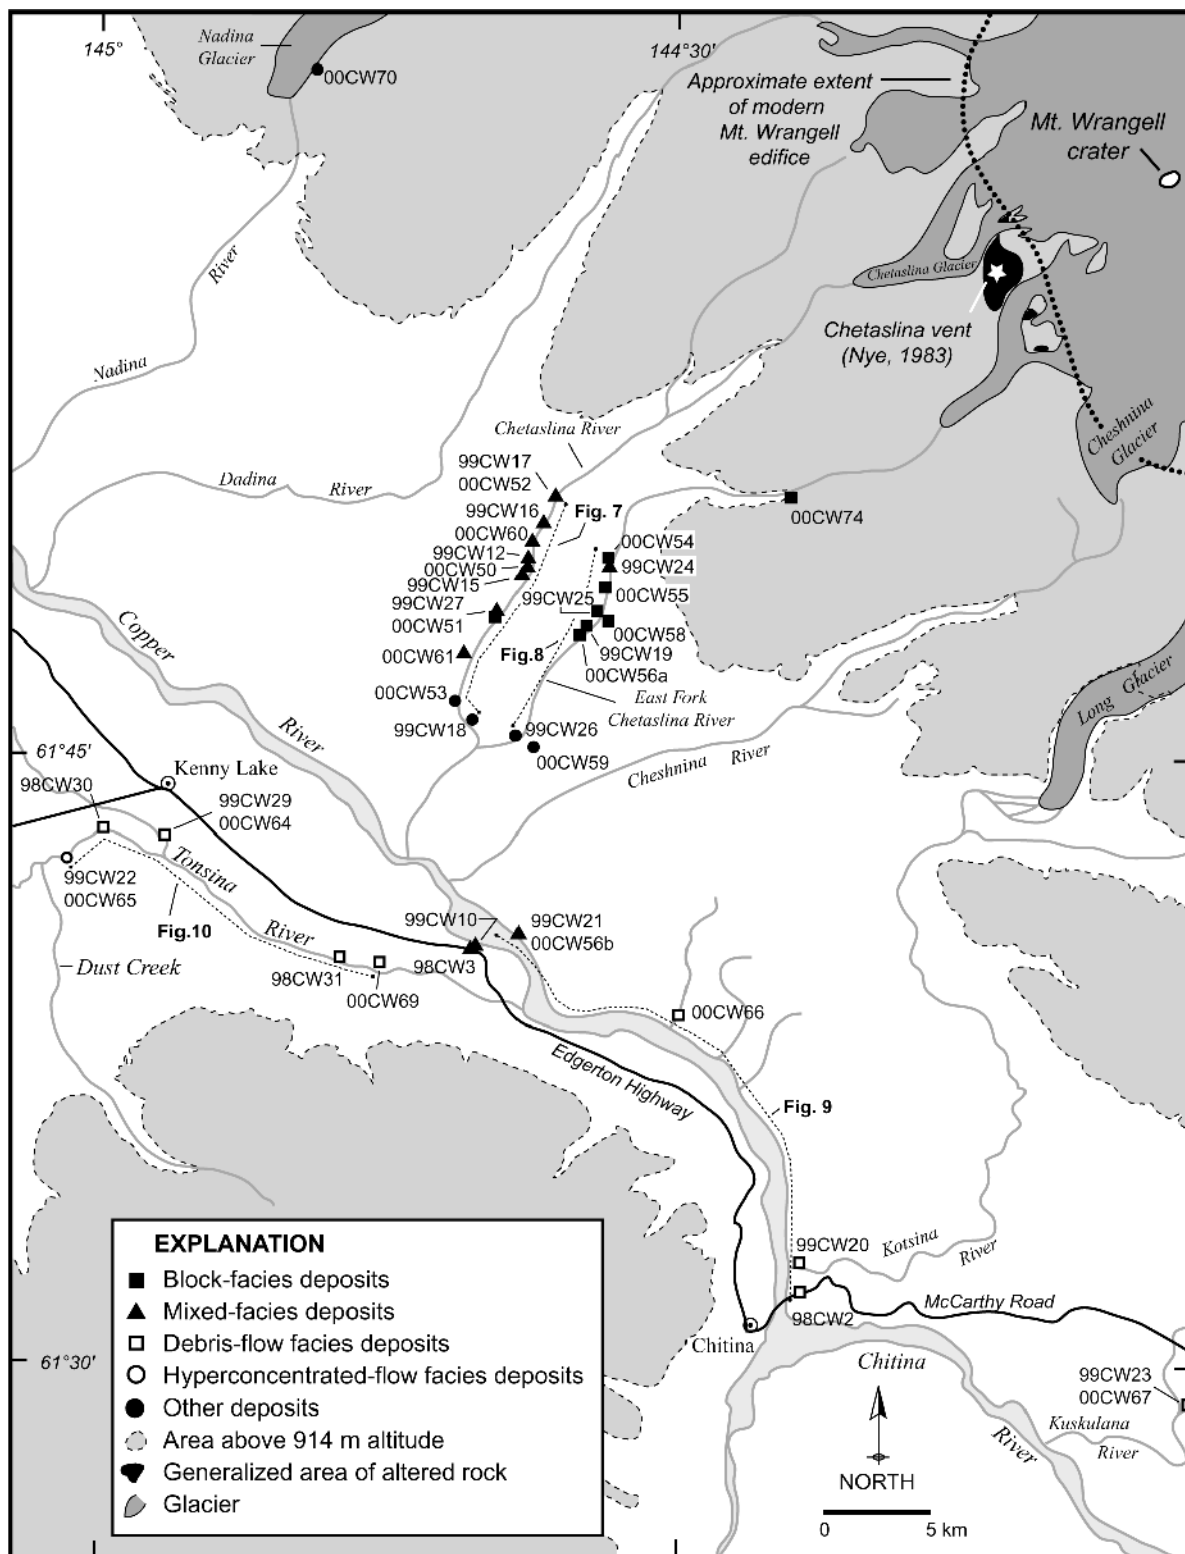 145°
144°30'
Nadina
Glacier
00CW70
Approximate extent
of modern
Mt. Wrangell
edifice
Mt. Wrangell
crater
Chetaslina Glacier
Chetaslina vent
(Nye, 1983)
River
Nadina
Cheshnina
Glacier
Chetaslina River
Dadina
River
99CW17
00CW52
99CW16
00CW60
99CW12
00CW50
99CW15
Fig. 7
00CW74
00CW54
99CW24
99CW25
00CW55
99CW27
00CW51
00CW58
99CW19
00CW56a
Fig.8
00CW61
00CW53
99CW18
East Fork
Chetaslina River
99CW26
00CW59
Cheshnina River
Long Glacier
Copper
River
61°45'
Kenny Lake
98CW30
99CW29
00CW64
99CW22
00CW65
Tonsina
River
Fig.10
Dust Creek
98CW31
00CW69
99CW10
98CW3
99CW21
00CW56b
00CW66
Edgerton Highway
Fig. 9
99CW20
Kotsina
River
98CW2
McCarthy Road
Chitina
Chitina
River
99CW23
00CW67
Kuskulana
River
61°30'
EXPLANATION
Block-facies deposits
Mixed-facies deposits
Debris-flow facies deposits
Hyperconcentrated-flow facies deposits
Other deposits
Area above 914 m altitude
Generalized area of altered rock
Glacier
NORTH
0 5 km